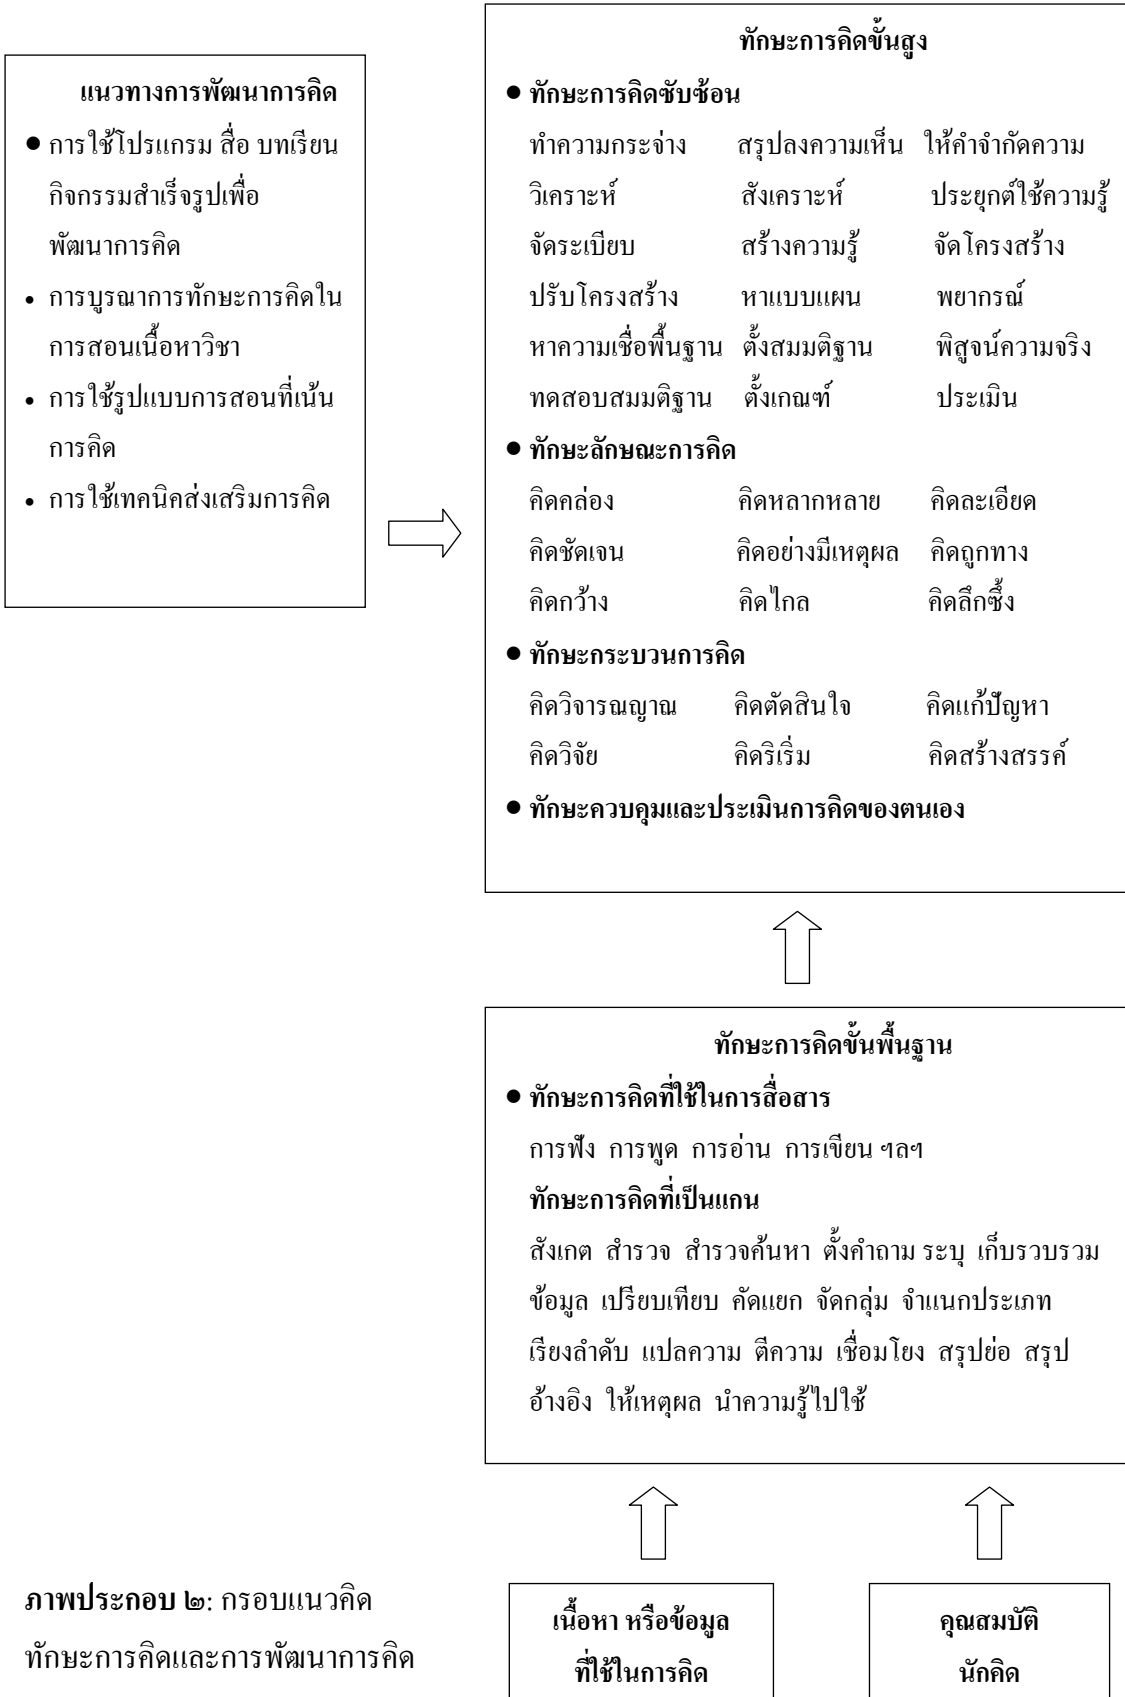 แนวทางการพัฒนาการคิด
● การใช้โปรแกรม สื่อ บทเรียน
กิจกรรมสำเร็จรูปเพื่อ
พัฒนาการคิด
• การบูรณาการทักษะการคิดใน
การสอนเนื้อหาวิชา
• การใช้รูปแบบการสอนที่เน้น
การคิด
• การใช้เทคนิคส่งเสริมการคิด
ทักษะการคิดขั้นสูง
● ทักษะการคิดซับซ้อน
ทำความกระจ่าง สรุปลงความเห็น ให้คำจำกัดความ
วิเคราะห์ สังเคราะห์ ประยุกต์ใช้ความรู้
จัดระเบียบ สร้างความรู้ จัดโครงสร้าง
ปรับโครงสร้าง หาแบบแผน พยากรณ์
หาความเชื่อพื้นฐาน ตั้งสมมติฐาน พิสูจน์ความจริง
ทดสอบสมมติฐาน ตั้งเกณฑ์ ประเมิน
● ทักษะลักษณะการคิด
คิดคล่อง คิดหลากหลาย คิดละเอียด
คิดชัดเจน คิดอย่างมีเหตุผล คิดถูกทาง
คิดกว้าง คิดไกล คิดลึกซึ้ง
● ทักษะกระบวนการคิด
คิดวิจารณญาณ คิดตัดสินใจ คิดแก้ปัญหา
คิดวิจัย คิดริเริ่ม คิดสร้างสรรค์
● ทักษะควบคุมและประเมินการคิดของตนเอง
ทักษะการคิดขั้นพื้นฐาน
● ทักษะการคิดที่ใช้ในการสื่อสาร
การฟัง การพูด การอ่าน การเขียน ฯลฯ
ทักษะการคิดที่เป็นแกน
สังเกต สำรวจ สำรวจค้นหา ตั้งคำถาม ระบุ เก็บรวบรวม
ข้อมูล เปรียบเทียบ คัดแยก จัดกลุ่ม จำแนกประเภท
เรียงลำดับ แปลความ ตีความ เชื่อมโยง สรุปย่อ สรุป
อ้างอิง ให้เหตุผล นำความรู้ไปใช้
เนื้อหา หรือข้อมูล
ที่ใช้ในการคิด
คุณสมบัติ
นักคิด
ภาพประกอบ ๒: กรอบแนวคิด
ทักษะการคิดและการพัฒนาการคิด